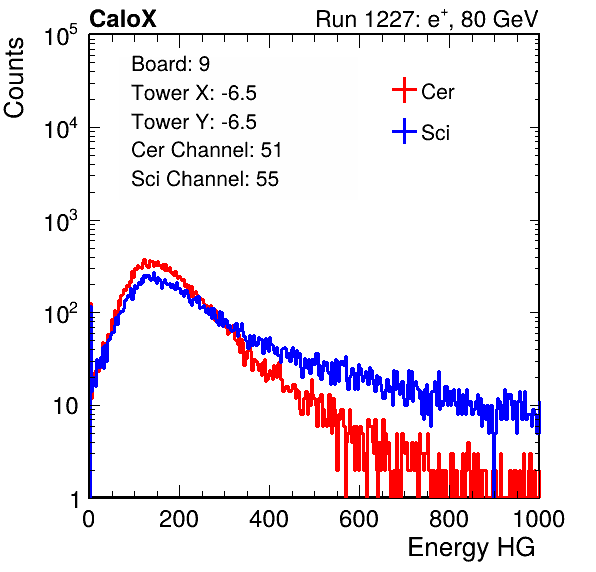 CaloX Run 1227: e⁺, 80 GeV
Counts
Board: 9
Tower X: -6.5
Tower Y: -6.5
Cer Channel: 51
Sci Channel: 55
Cer
Sci
10⁵
10⁴
10³
10²
10
1
0 200 400 600 800 1000
Energy HG